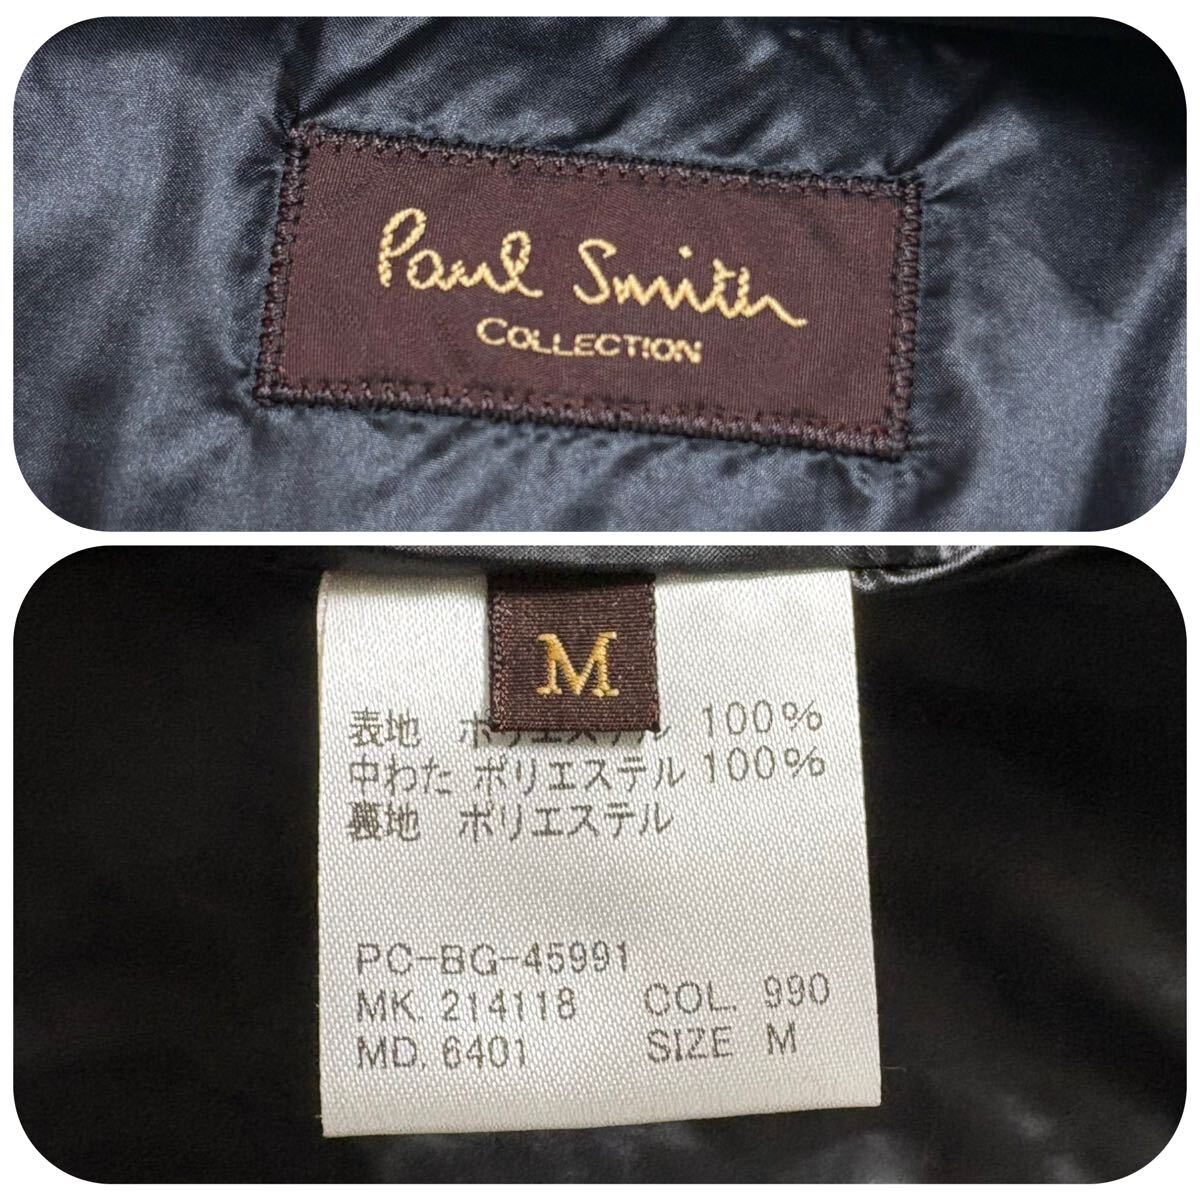 Paul Smith
COLLECTION
M
表地 ポリエステル 100%
中わた ポリエステル 100%
裏地 ポリエステル
PC-BG-45991
MK. 214118 COL. 990
MD. 6401 SIZE M